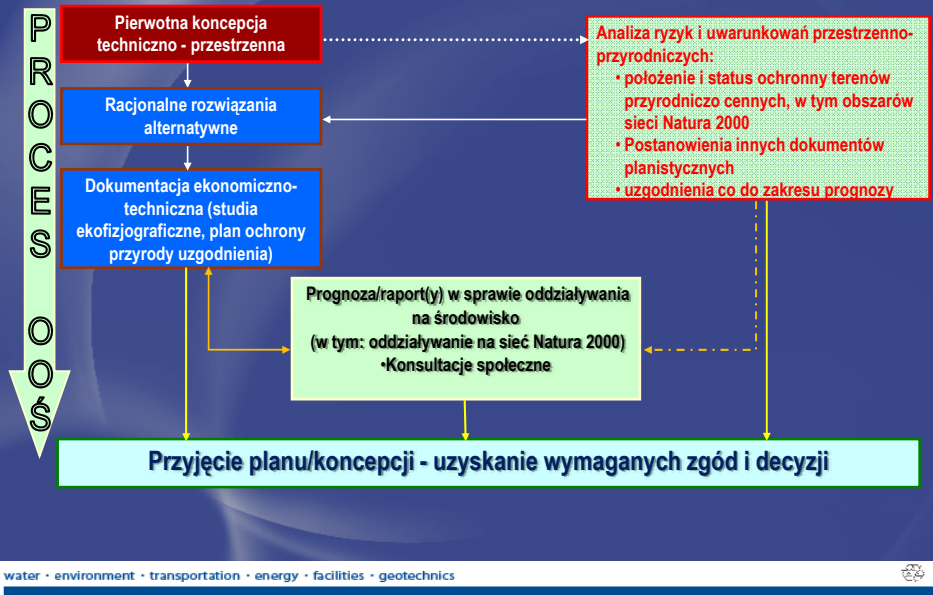 PROCES OOŚ
Pierwotna koncepcja
techniczno - przestrzenna
Racjonalne rozwiązania
alternatywne
Dokumentacja ekonomiczno-
techniczna (studia
ekofizjograficzne, plan ochrony
przyrody uzgodnienia)
Analiza ryzyk i uwarunkowań przestrzenno-
przyrodniczych:
• położenie i status ochronny terenów
przyrodniczo cennych, w tym obszarów
sieci Natura 2000
• Postanowienia innych dokumentów
planistycznych
• uzgodnienia co do zakresu prognozy
Prognoza/raport(y) w sprawie oddziaływania
na środowisko
(w tym: oddziaływanie na sieć Natura 2000)
•Konsultacje społeczne
Przyjęcie planu/koncepcji - uzyskanie wymaganych zgód i decyzji
water · environment · transportation · energy · facilities · geotechnics